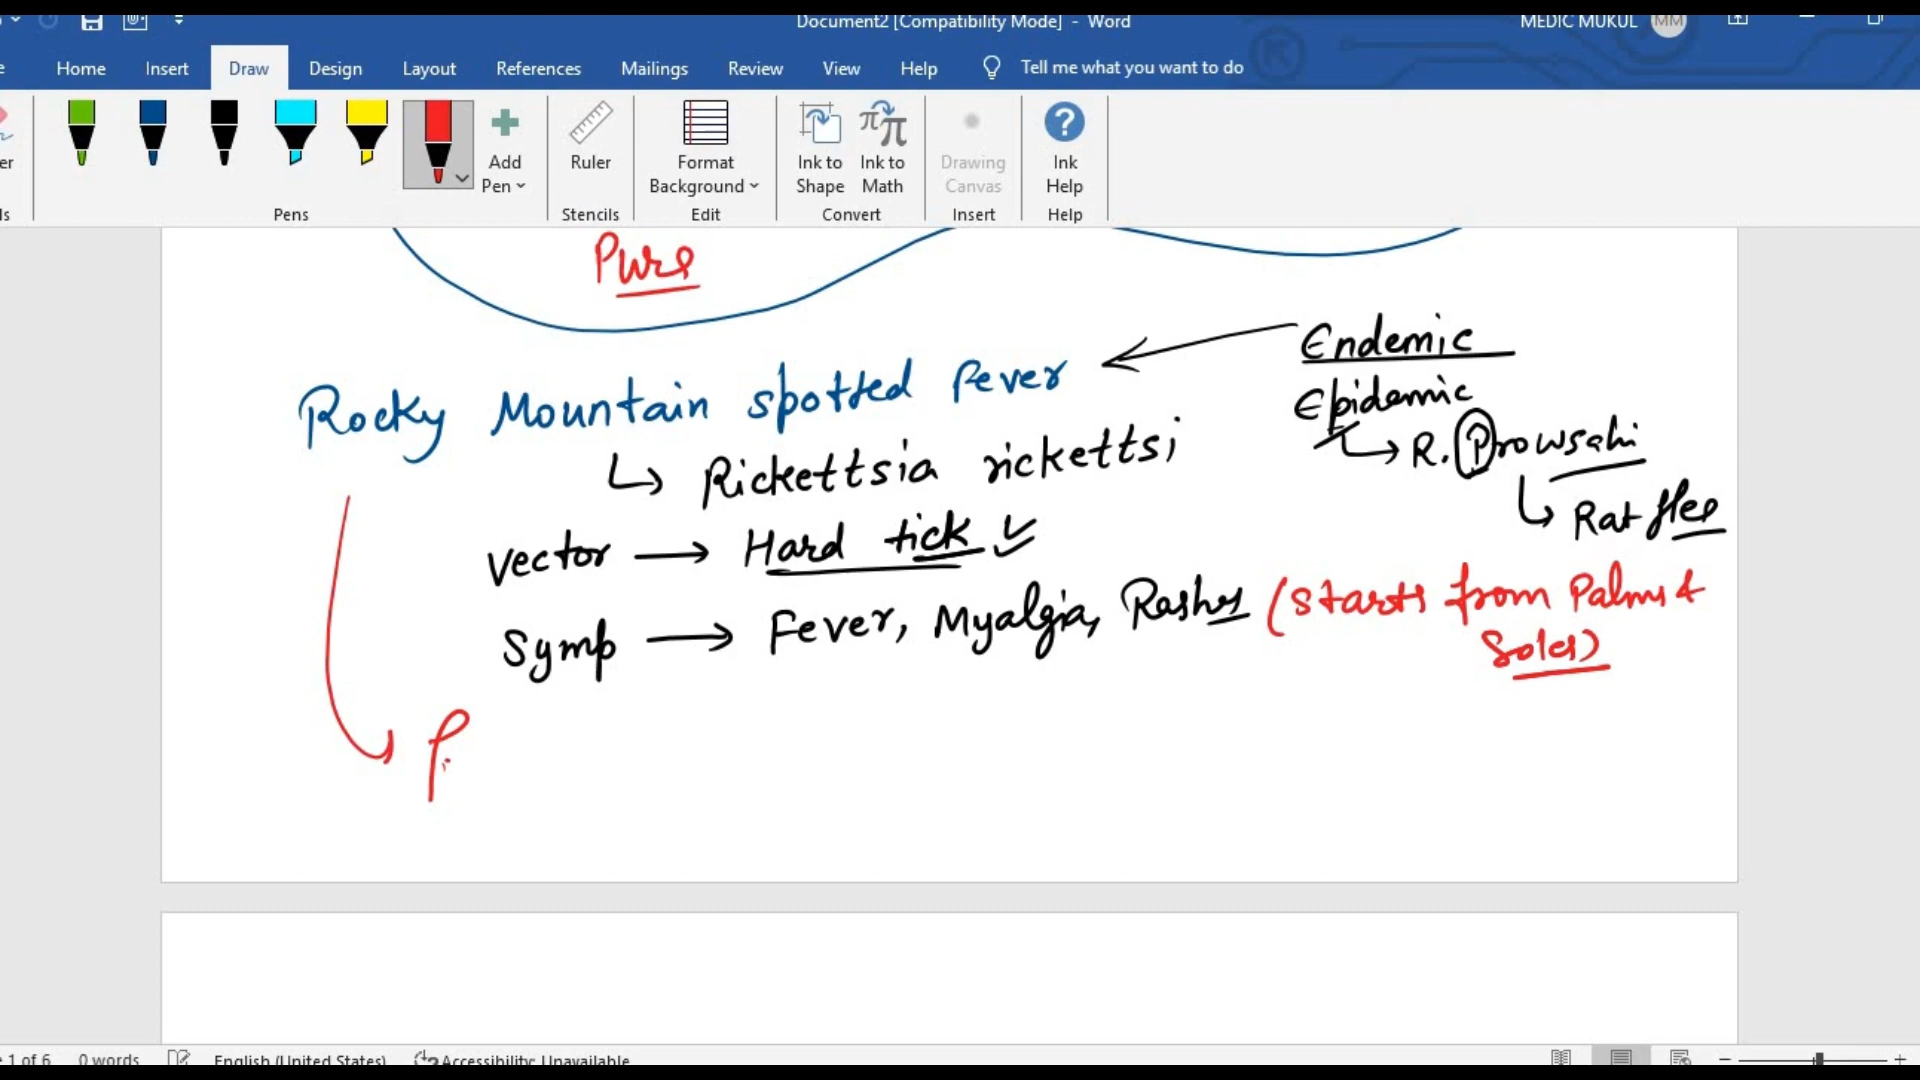 Document2 [Compatibility Mode] - Word
MEDIC MUKUL MM
Home Insert Draw Design Layout References Mailings Review View Help Tell me what you want to do
er
Add Pen
Ruler
Format Background
Ink to Shape
Ink to Math
Drawing Canvas
Ink Help
ls
Pens
Stencils
Edit
Convert
Insert
Help
Pure
Rocky Mountain spotted Fever
Endemic
Epidemic
R. Prowsahi
Rat flea
Rickettsia rickettsi
Vector → Hard tick ✓
Symp → Fever, Myalgia, Rashes (starts from Palms &
Soles)
P
1 of 6 0 words English (United States) Accessibility: Unavailable